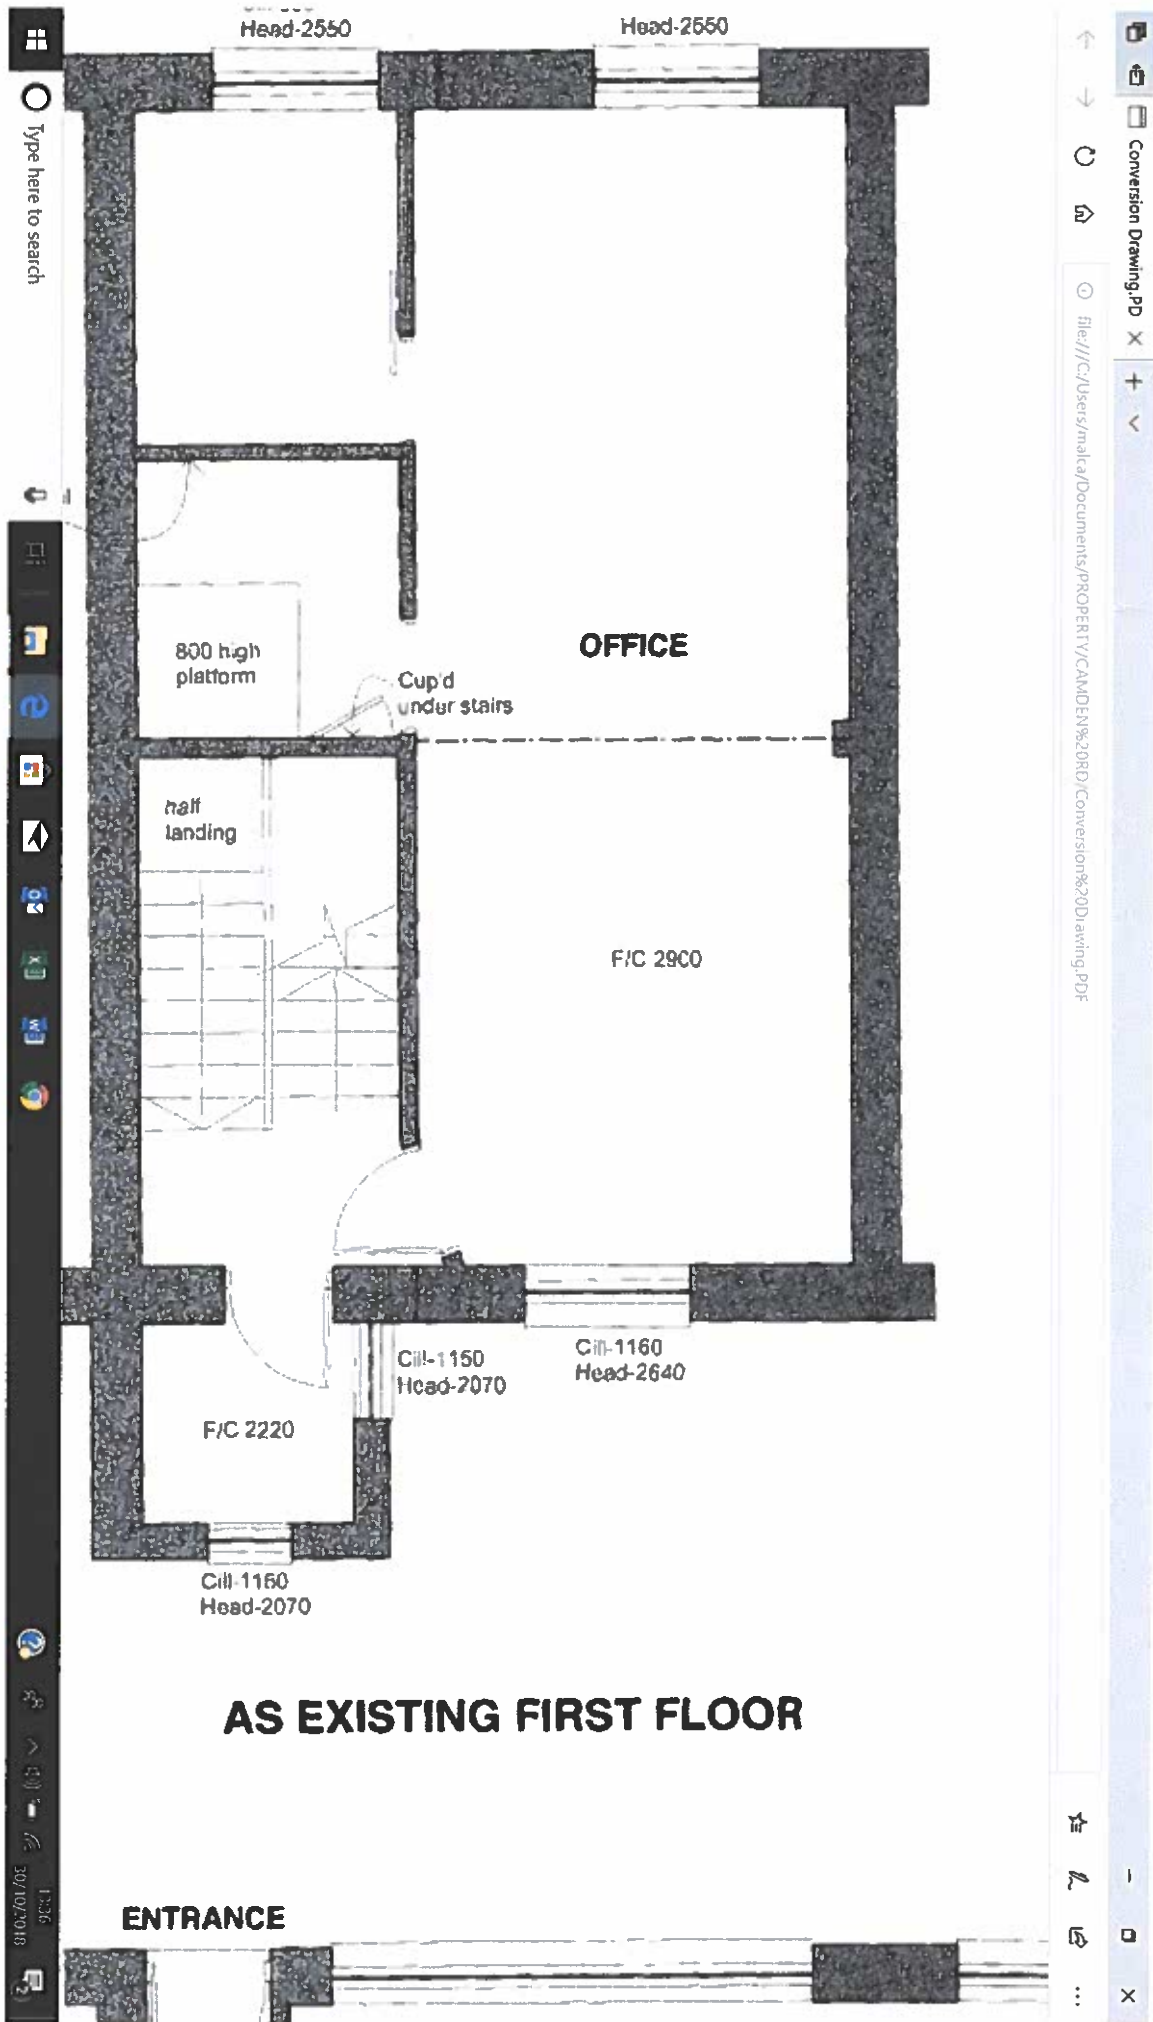 Conversion Drawing.PD
file:///C:/Users/malca/Documents/PROPERTY/CAMDEN%20RD/Conversion%20Drawing.PDF
Head-2550
Head-2550
OFFICE
800 high
platform
Cup'd
under stairs
half
landing
F/C 2900
Cill-1150
Head-2070
Cill-1160
Head-2640
F/C 2220
Cill-1150
Head-2070
AS EXISTING FIRST FLOOR
ENTRANCE
Type here to search
13:36
30/10/2018